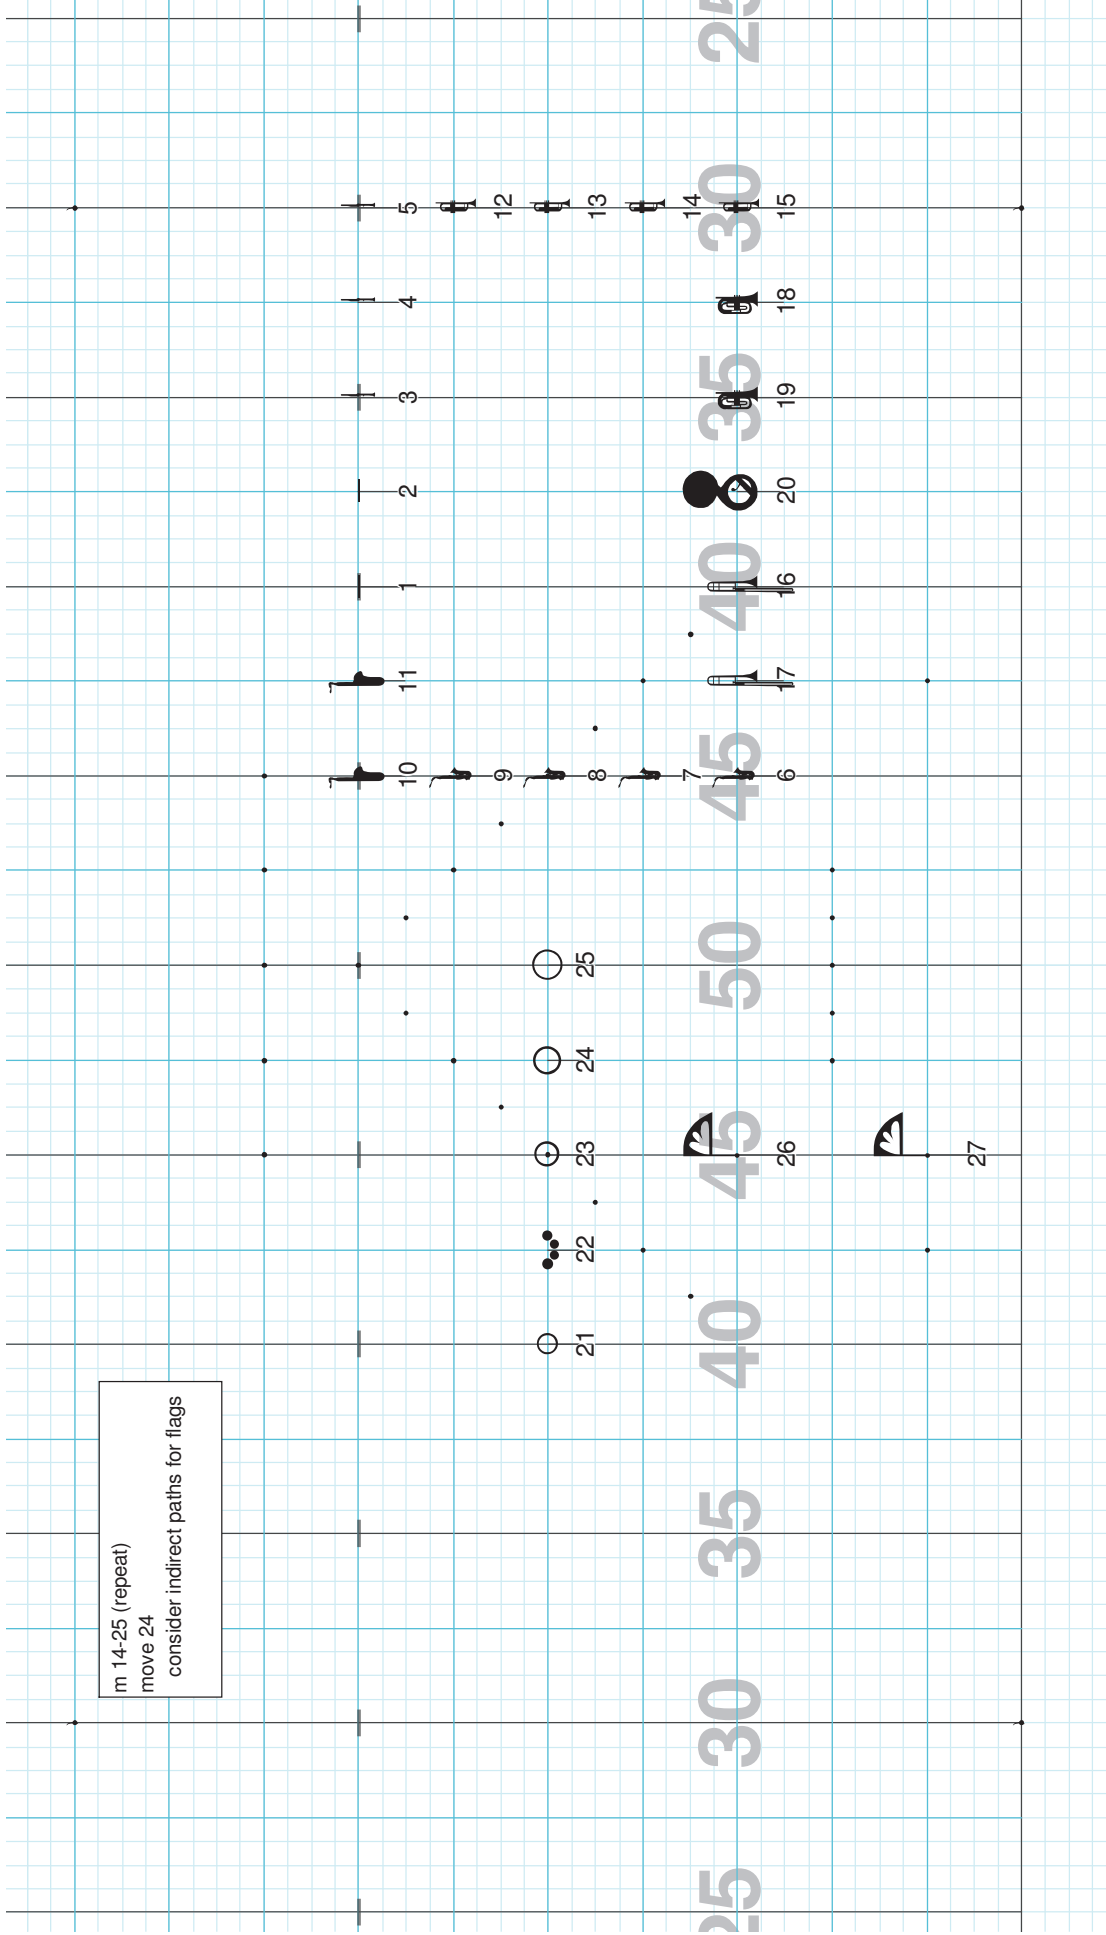 m 14-25 (repeat)
move 24
consider indirect paths for flags
10 11 1 2 3 4 5
9 12
21 22 23 24 25 8 13
7 14
25 30 35 40 45 50 45 40 35 30 25
26 6 17 16 20 19 18 15
27